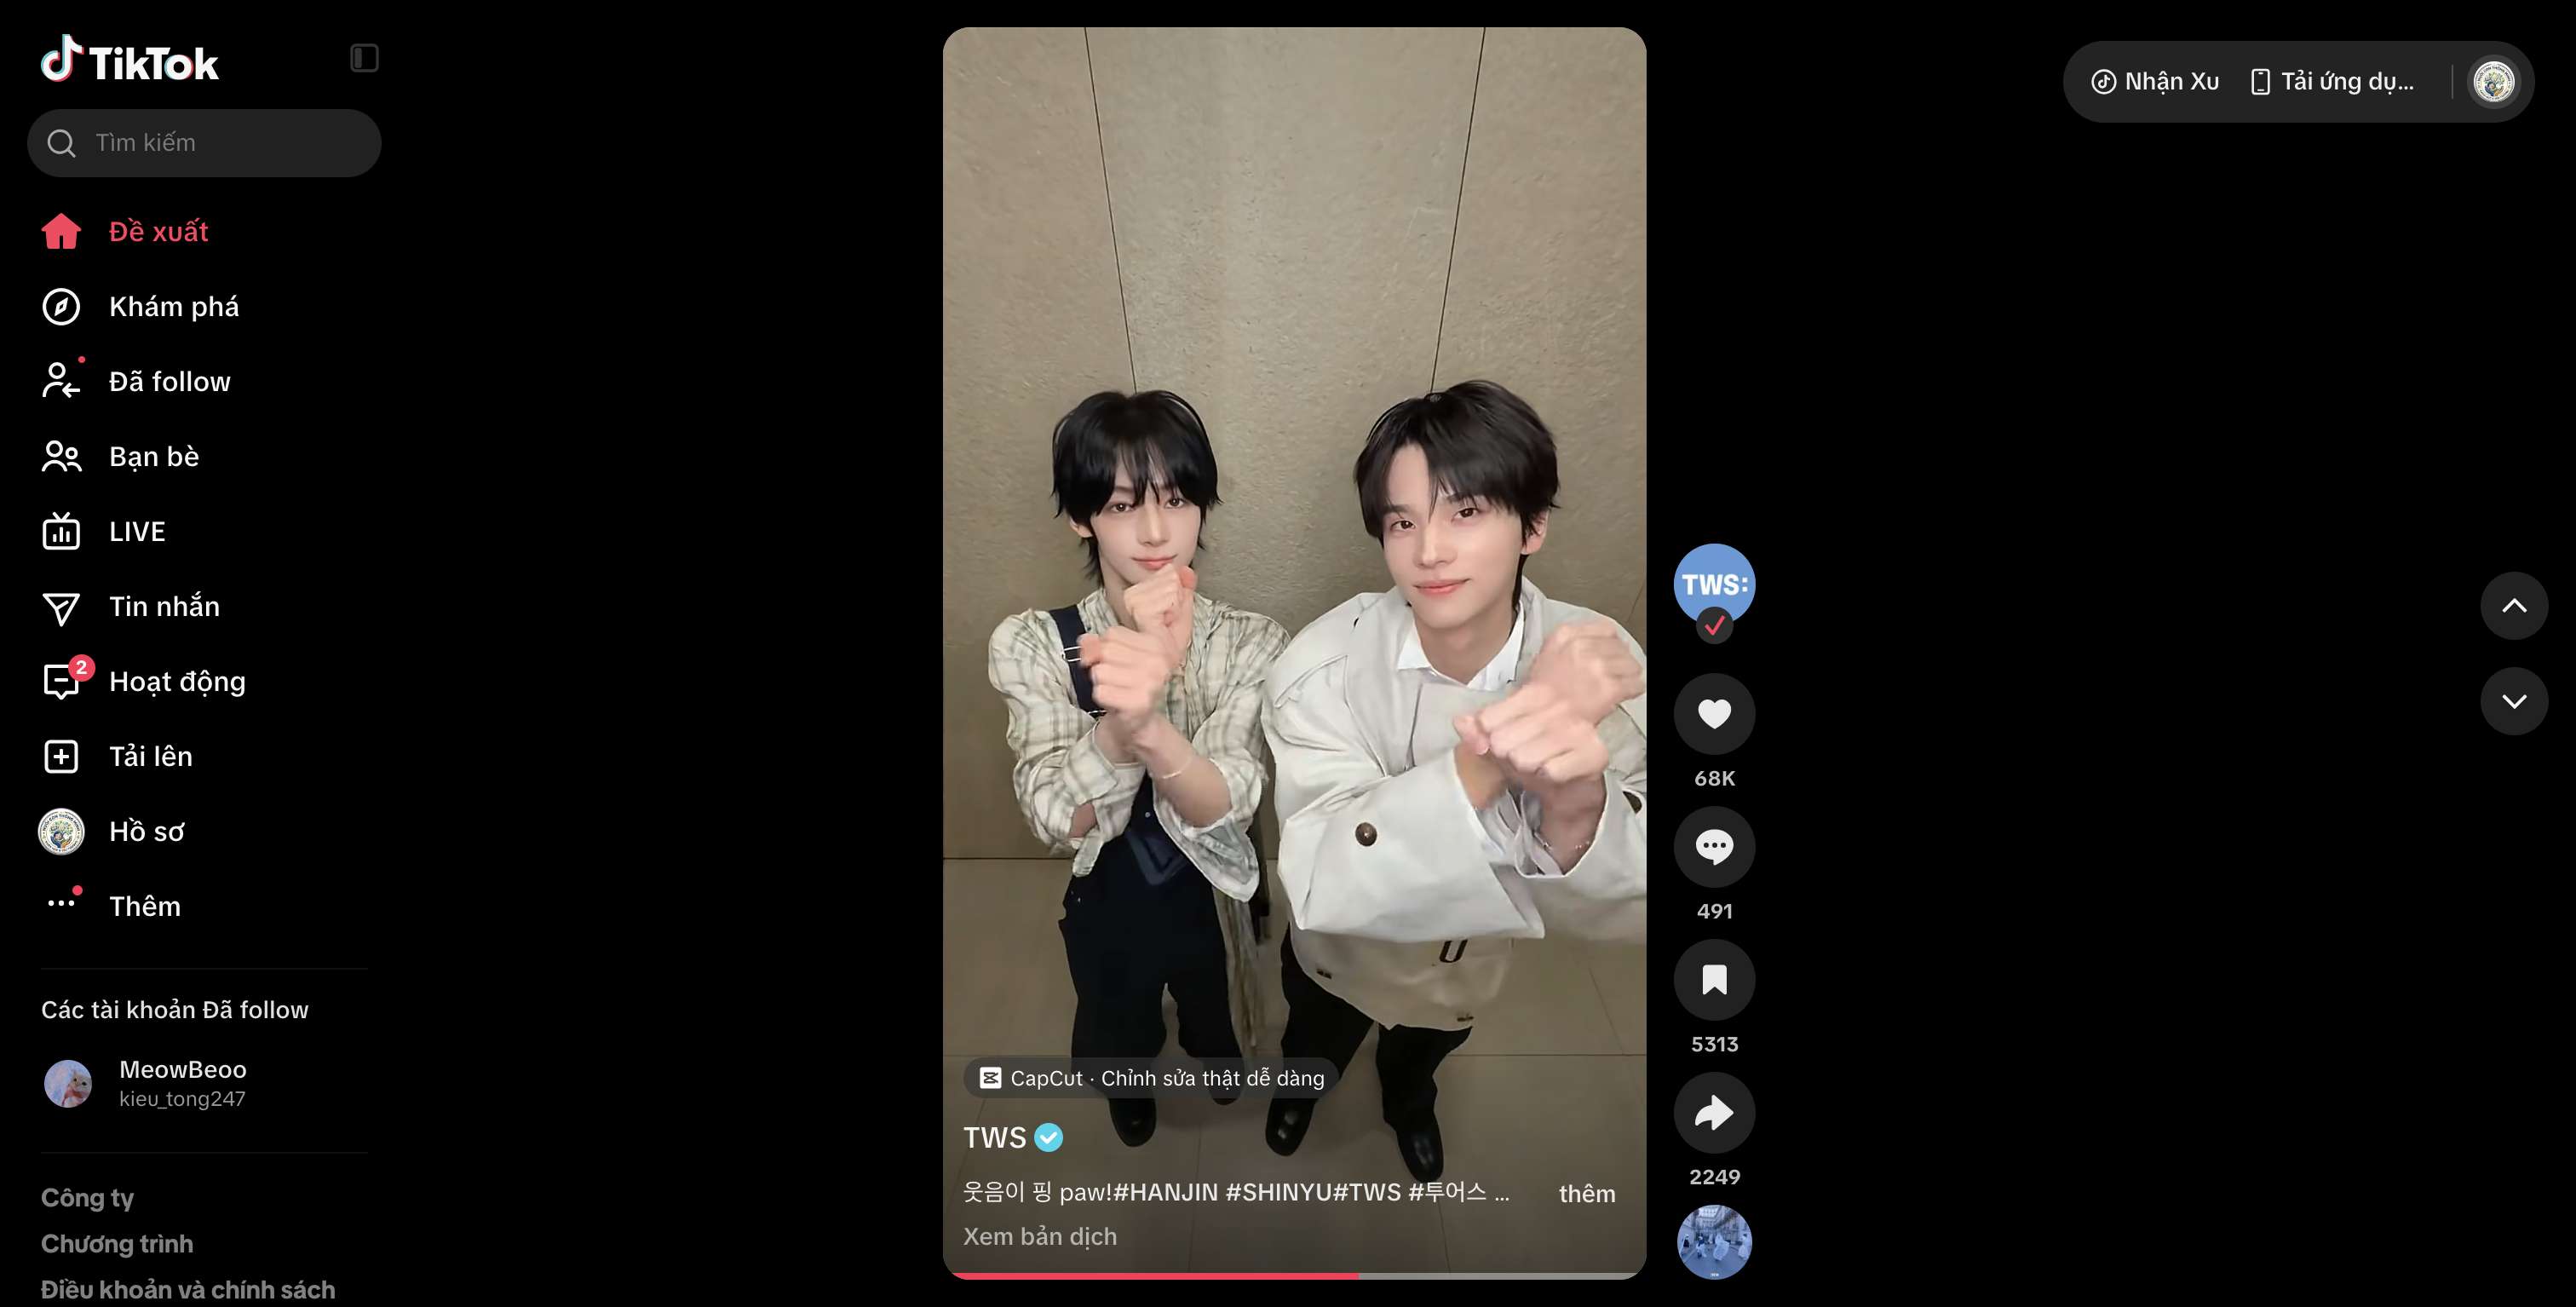 TikTok
Tìm kiếm
Đề xuất
Khám phá
Đã follow
Bạn bè
LIVE
Tin nhắn
2
Hoạt động
Tải lên
Hồ sơ
Thêm
Các tài khoản Đã follow
MeowBeoo
kieu_tong247
Công ty
Chương trình
Điều khoản và chính sách
CapCut · Chỉnh sửa thật dễ dàng
TWS
웃음이 핑 paw!#HANJIN #SHINYU#TWS #투어스 ...
thêm
Xem bản dịch
TWS:
68K
491
5313
2249
Nhận Xu
Tải ứng dụ...